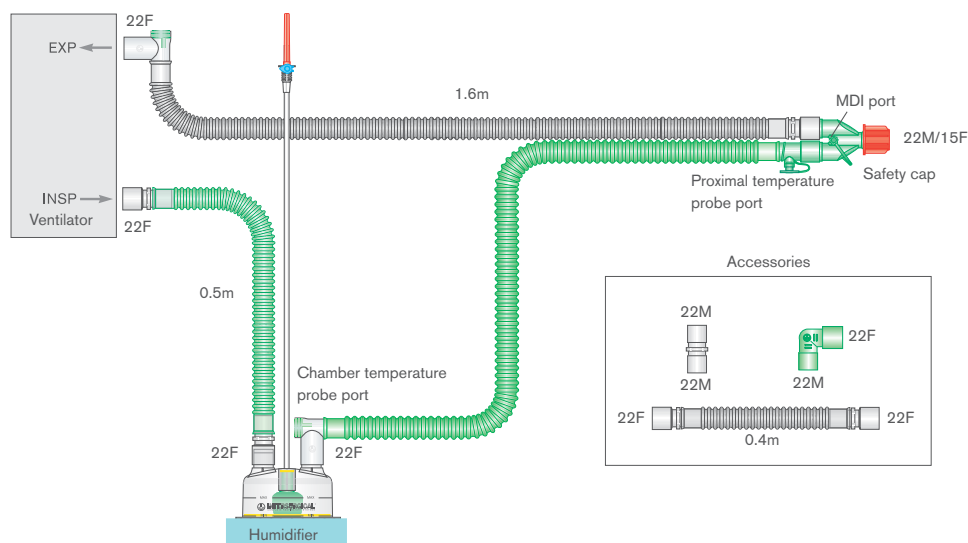 22F
EXP
1.6m
MDI port
22M/15F
Safety cap
Proximal temperature
probe port
INSP
Ventilator
22F
0.5m
Accessories
22M
22M
22F
22M
22F
22F
0.4m
Chamber temperature
probe port
22F
22F
INTERSURGICAL
Humidifier